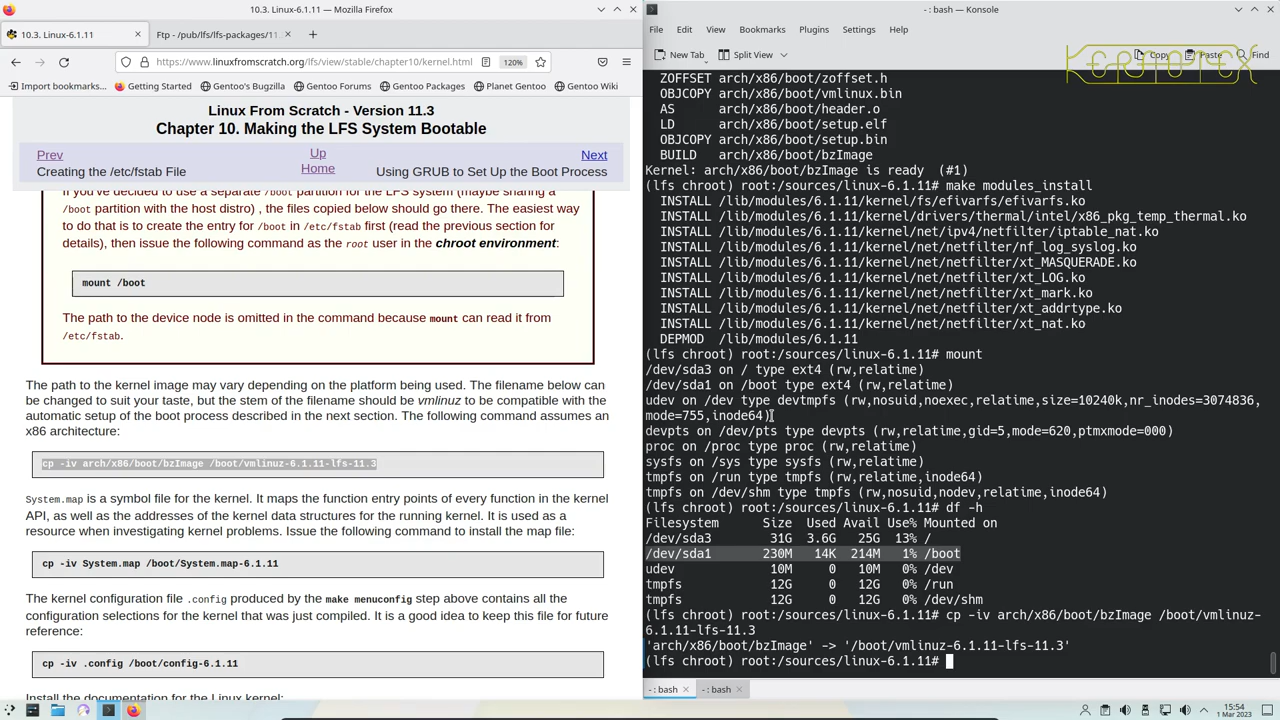 10.3. Linux-6.1.11 — Mozilla Firefox
10.3. Linux-6.1.11
Ftp - /pub/lfs/lfs-packages/11.
https://www.linuxfromscratch.org/lfs/view/stable/chapter10/kernel.html
120%
Import bookmarks...
Getting Started
Gentoo's Bugzilla
Gentoo Forums
Gentoo Packages
Planet Gentoo
Gentoo Wiki
Linux From Scratch - Version 11.3
Chapter 10. Making the LFS System Bootable
Prev
Up
Next
Creating the /etc/fstab File
Home
Using GRUB to Set Up the Boot Process
If you've decided to use a separate /boot partition for the LFS system (maybe sharing a
/boot partition with the host distro) , the files copied below should go there. The easiest way
to do that is to create the entry for /boot in /etc/fstab first (read the previous section for
details), then issue the following command as the root user in the chroot environment:
mount /boot
The path to the device node is omitted in the command because mount can read it from
/etc/fstab.
The path to the kernel image may vary depending on the platform being used. The filename below can
be changed to suit your taste, but the stem of the filename should be vmlinuz to be compatible with the
automatic setup of the boot process described in the next section. The following command assumes an
x86 architecture:
cp -iv arch/x86/boot/bzImage /boot/vmlinuz-6.1.11-lfs-11.3
System.map is a symbol file for the kernel. It maps the function entry points of every function in the kernel
API, as well as the addresses of the kernel data structures for the running kernel. It is used as a
resource when investigating kernel problems. Issue the following command to install the map file:
cp -iv System.map /boot/System.map-6.1.11
The kernel configuration file .config produced by the make menuconfig step above contains all the
configuration selections for the kernel that was just compiled. It is a good idea to keep this file for future
reference:
cp -iv .config /boot/config-6.1.11
Install the documentation for the Linux kernel:
- : bash — Konsole
File
Edit
View
Bookmarks
Plugins
Settings
Help
New Tab
Split View
Copy
Paste
Find
ZOFFSET arch/x86/boot/zoffset.h
OBJCOPY arch/x86/boot/vmlinux.bin
AS arch/x86/boot/header.o
LD arch/x86/boot/setup.elf
OBJCOPY arch/x86/boot/setup.bin
BUILD arch/x86/boot/bzImage
Kernel: arch/x86/boot/bzImage is ready (#1)
(lfs chroot) root:/sources/linux-6.1.11# make modules_install
INSTALL /lib/modules/6.1.11/kernel/fs/efivarfs/efivarfs.ko
INSTALL /lib/modules/6.1.11/kernel/drivers/thermal/intel/x86_pkg_temp_thermal.ko
INSTALL /lib/modules/6.1.11/kernel/net/ipv4/netfilter/iptable_nat.ko
INSTALL /lib/modules/6.1.11/kernel/net/netfilter/nf_log_syslog.ko
INSTALL /lib/modules/6.1.11/kernel/net/netfilter/xt_MASQUERADE.ko
INSTALL /lib/modules/6.1.11/kernel/net/netfilter/xt_LOG.ko
INSTALL /lib/modules/6.1.11/kernel/net/netfilter/xt_mark.ko
INSTALL /lib/modules/6.1.11/kernel/net/netfilter/xt_addrtype.ko
INSTALL /lib/modules/6.1.11/kernel/net/netfilter/xt_nat.ko
DEPMOD /lib/modules/6.1.11
(lfs chroot) root:/sources/linux-6.1.11# mount
/dev/sda3 on / type ext4 (rw,relatime)
/dev/sda1 on /boot type ext4 (rw,relatime)
udev on /dev type devtmpfs (rw,nosuid,noexec,relatime,size=10240k,nr_inodes=3074836,
mode=755,inode64)
devpts on /dev/pts type devpts (rw,relatime,gid=5,mode=620,ptmxmode=000)
proc on /proc type proc (rw,relatime)
sysfs on /sys type sysfs (rw,relatime)
tmpfs on /run type tmpfs (rw,relatime,inode64)
tmpfs on /dev/shm type tmpfs (rw,nosuid,nodev,relatime,inode64)
(lfs chroot) root:/sources/linux-6.1.11# df -h
Filesystem Size Used Avail Use% Mounted on
/dev/sda3 31G 3.6G 25G 13% /
/dev/sda1 230M 14K 214M 1% /boot
udev 10M 0 10M 0% /dev
tmpfs 12G 0 12G 0% /run
tmpfs 12G 0 12G 0% /dev/shm
(lfs chroot) root:/sources/linux-6.1.11# cp -iv arch/x86/boot/bzImage /boot/vmlinuz-
6.1.11-lfs-11.3
'arch/x86/boot/bzImage' -> '/boot/vmlinuz-6.1.11-lfs-11.3'
(lfs chroot) root:/sources/linux-6.1.11#
- : bash
- : bash
15:54
1 Mar 2023